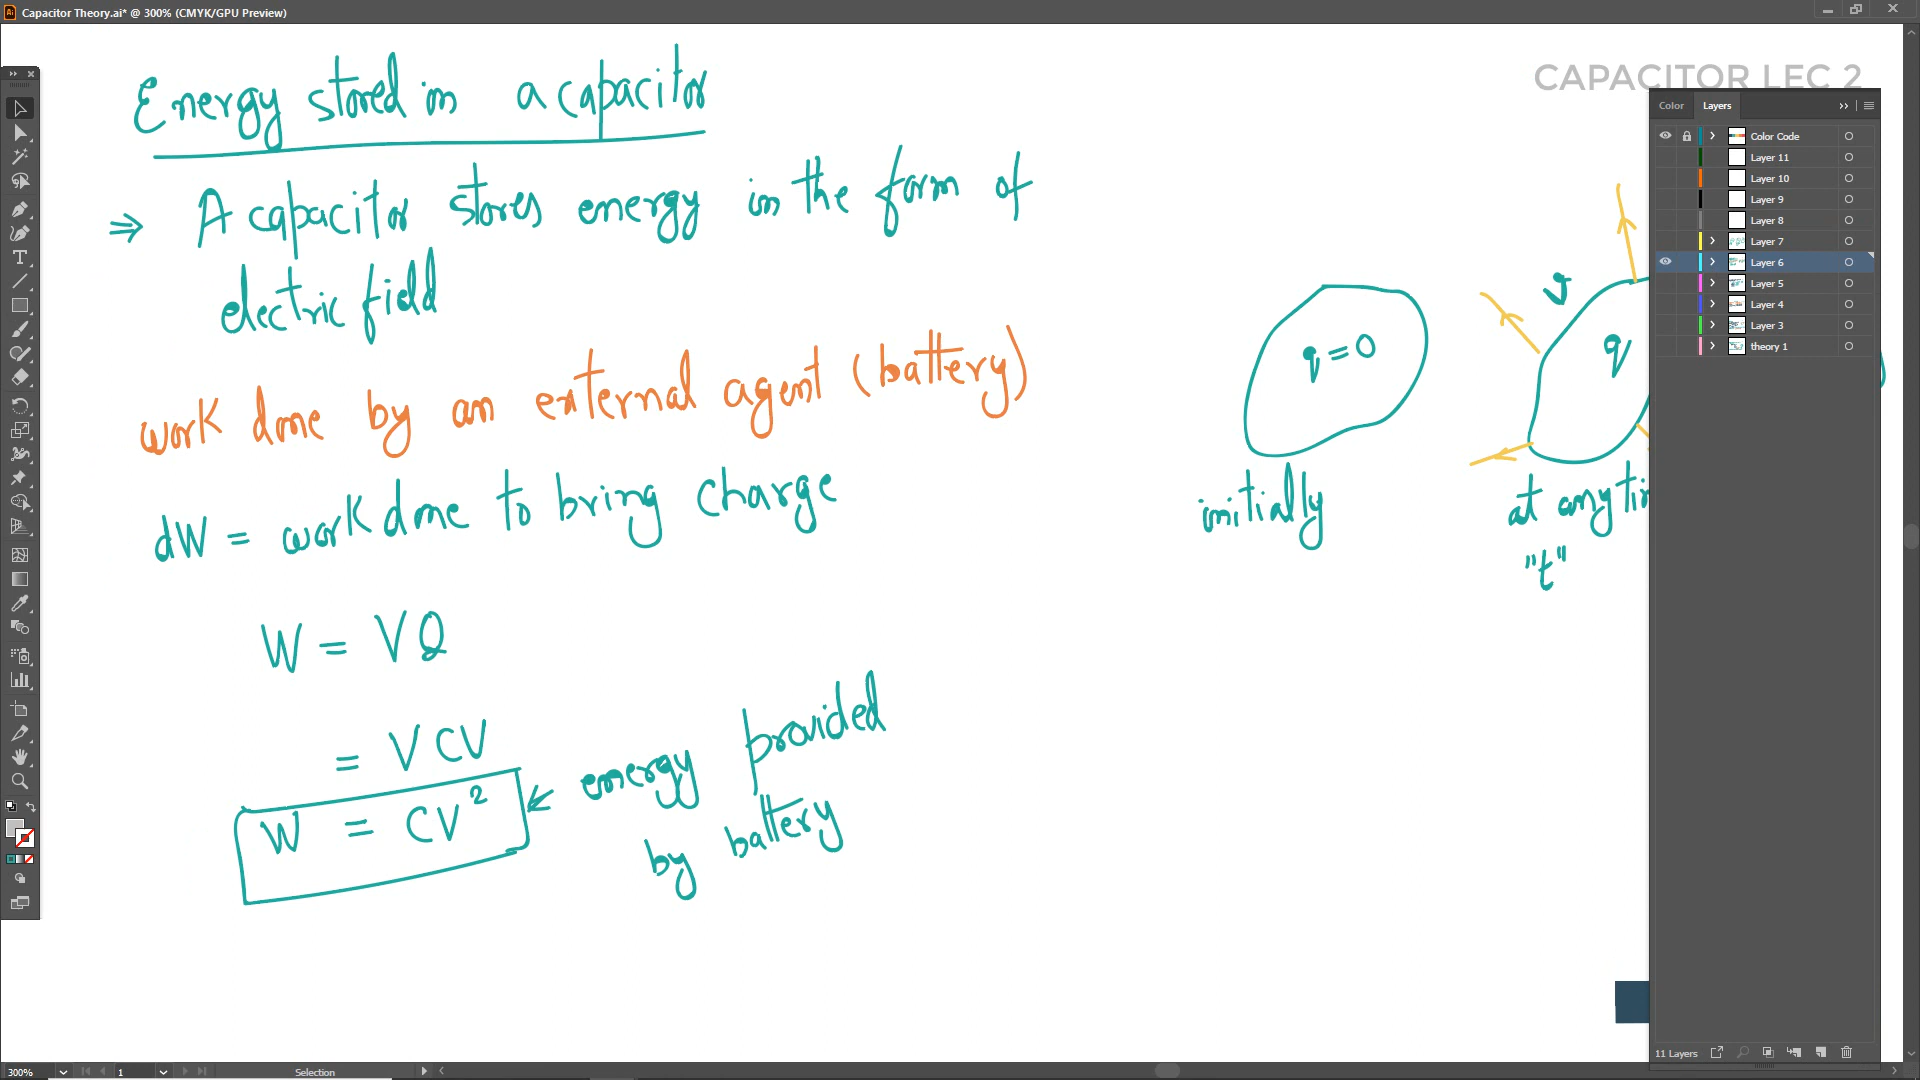 Capacitor Theory.ai* @ 300% (CMYK/GPU Preview)
CAPACITOR LEC 2
Energy stored in a capacitor
⇒ A capacitor stores energy in the form of
electric field
work done by an external agent (battery)
dW = work done to bring charge
W = VQ
= VCV
W = CV²
← energy provided
by battery
q = 0
initially
v
q
at any tim
"t"
Color
Layers
Color Code
Layer 11
Layer 10
Layer 9
Layer 8
Layer 7
Layer 6
Layer 5
Layer 4
Layer 3
theory 1
11 Layers
300%
1
Selection